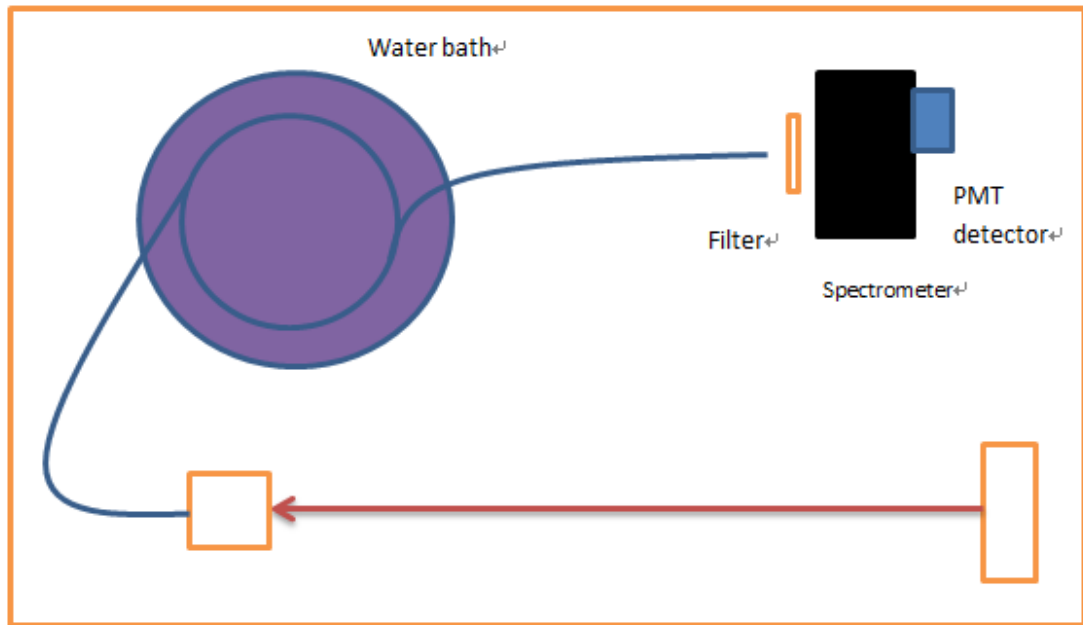 Water bath↵
Filter↵
PMT
detector↵
Spectrometer↵